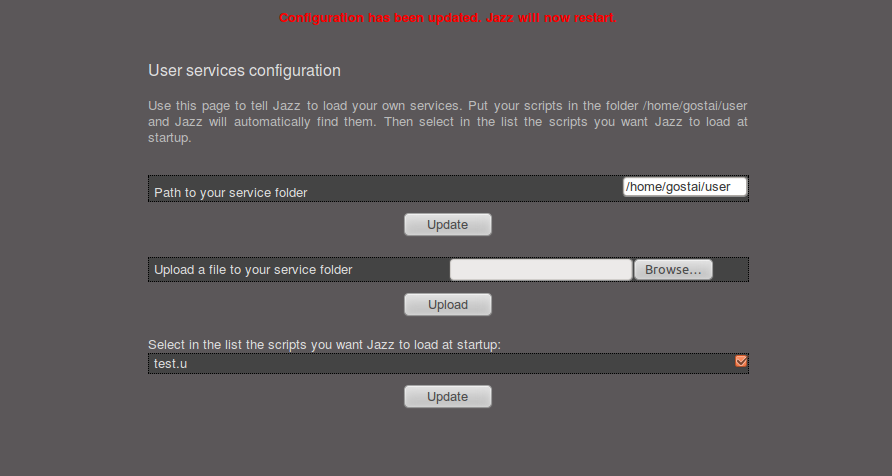 Configuration has been updated. Jazz will now restart.
User services configuration
Use this page to tell Jazz to load your own services. Put your scripts in the folder /home/gostai/user
and Jazz will automatically find them. Then select in the list the scripts you want Jazz to load at
startup.
Path to your service folder /home/gostai/user
Update
Upload a file to your service folder Browse...
Upload
Select in the list the scripts you want Jazz to load at startup:
test.u
Update